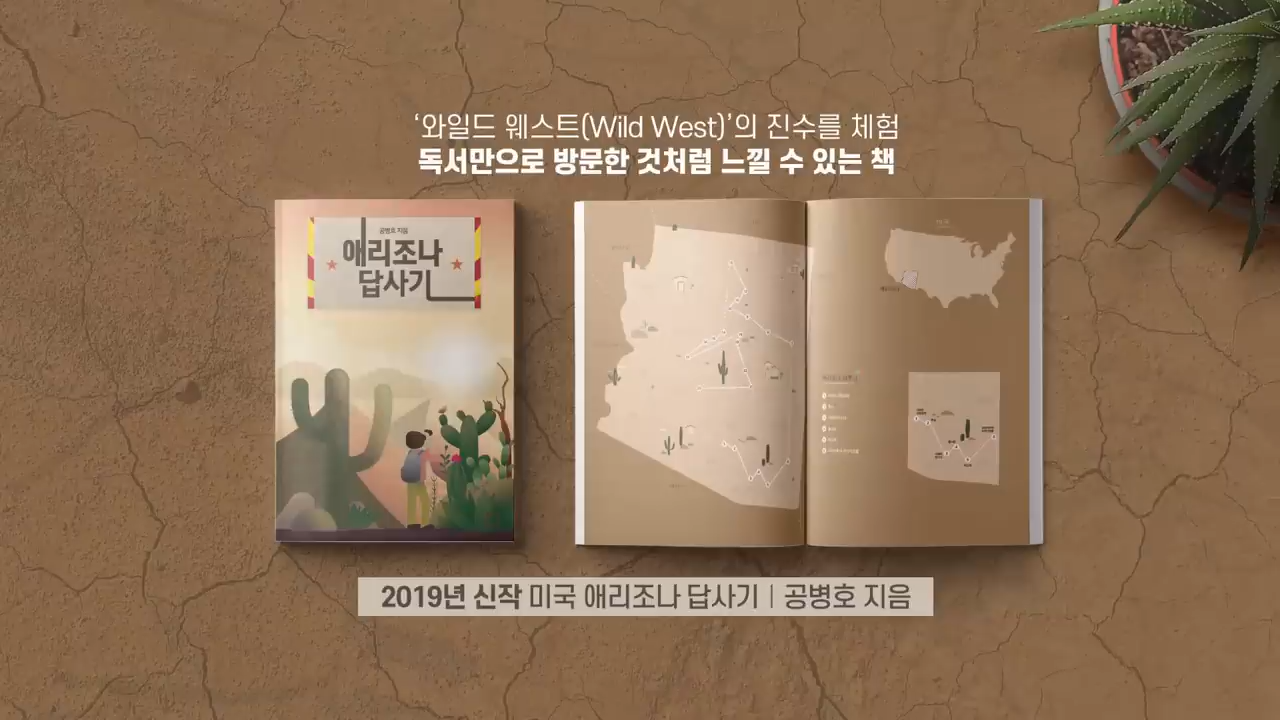 ‘와일드 웨스트(Wild West)’의 진수를 체험
독서만으로 방문한 것처럼 느낄 수 있는 책
공병호 지음
애리조나
답사기
2019년 신작 미국 애리조나 답사기 | 공병호 지음